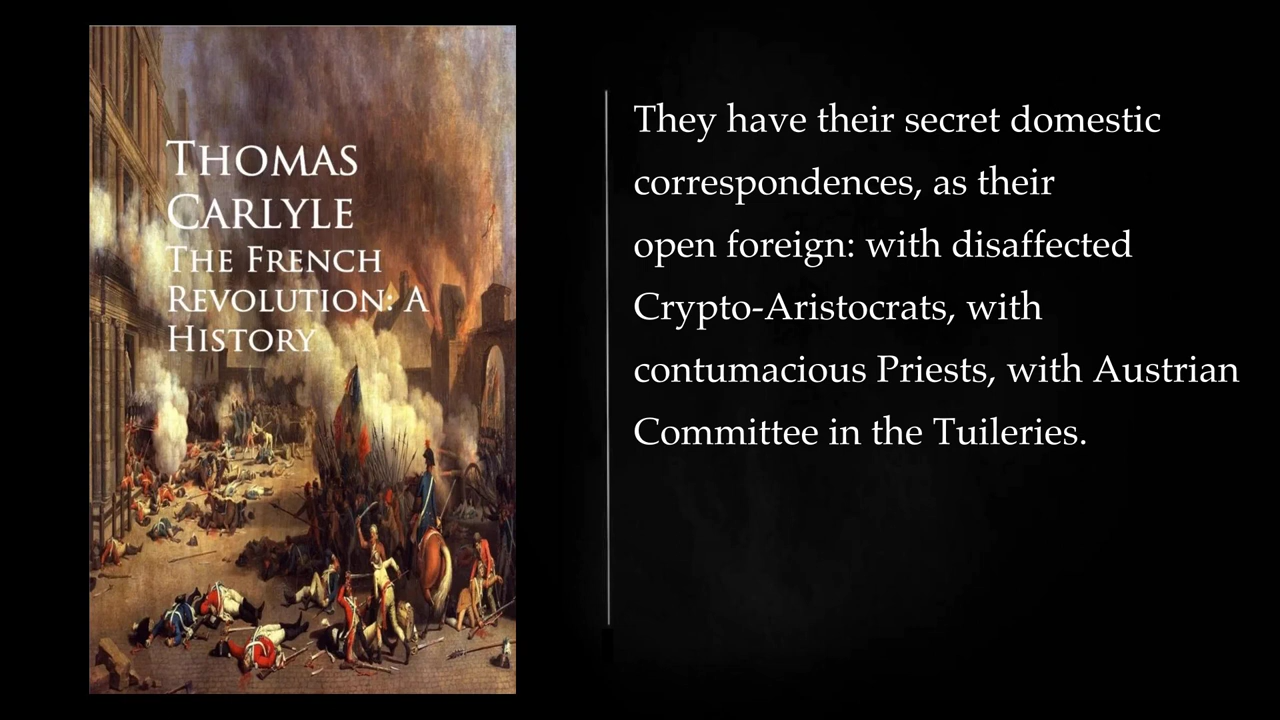 THOMAS
CARLYLE
THE FRENCH
REVOLUTION: A
HISTORY
They have their secret domestic
correspondences, as their
open foreign: with disaffected
Crypto-Aristocrats, with
contumacious Priests, with Austrian
Committee in the Tuileries.